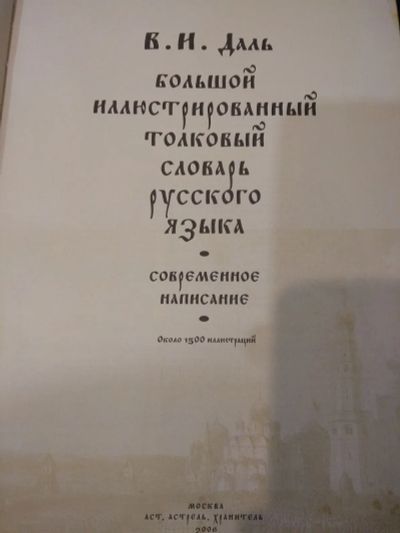 В. И. Даль
большой
иллюстрированный
толковый
словарь
русского
языка
•
современное
написание
•
Около 1500 иллюстраций
МОСКВА
АСТ, АСТРЕЛЬ, ХРАНИТЕЛЬ
2006